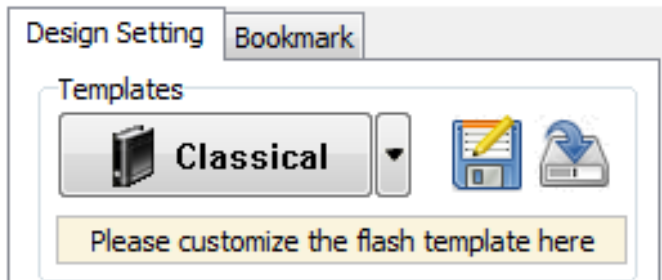 Design Setting Bookmark
Templates
Classical
Please customize the flash template here